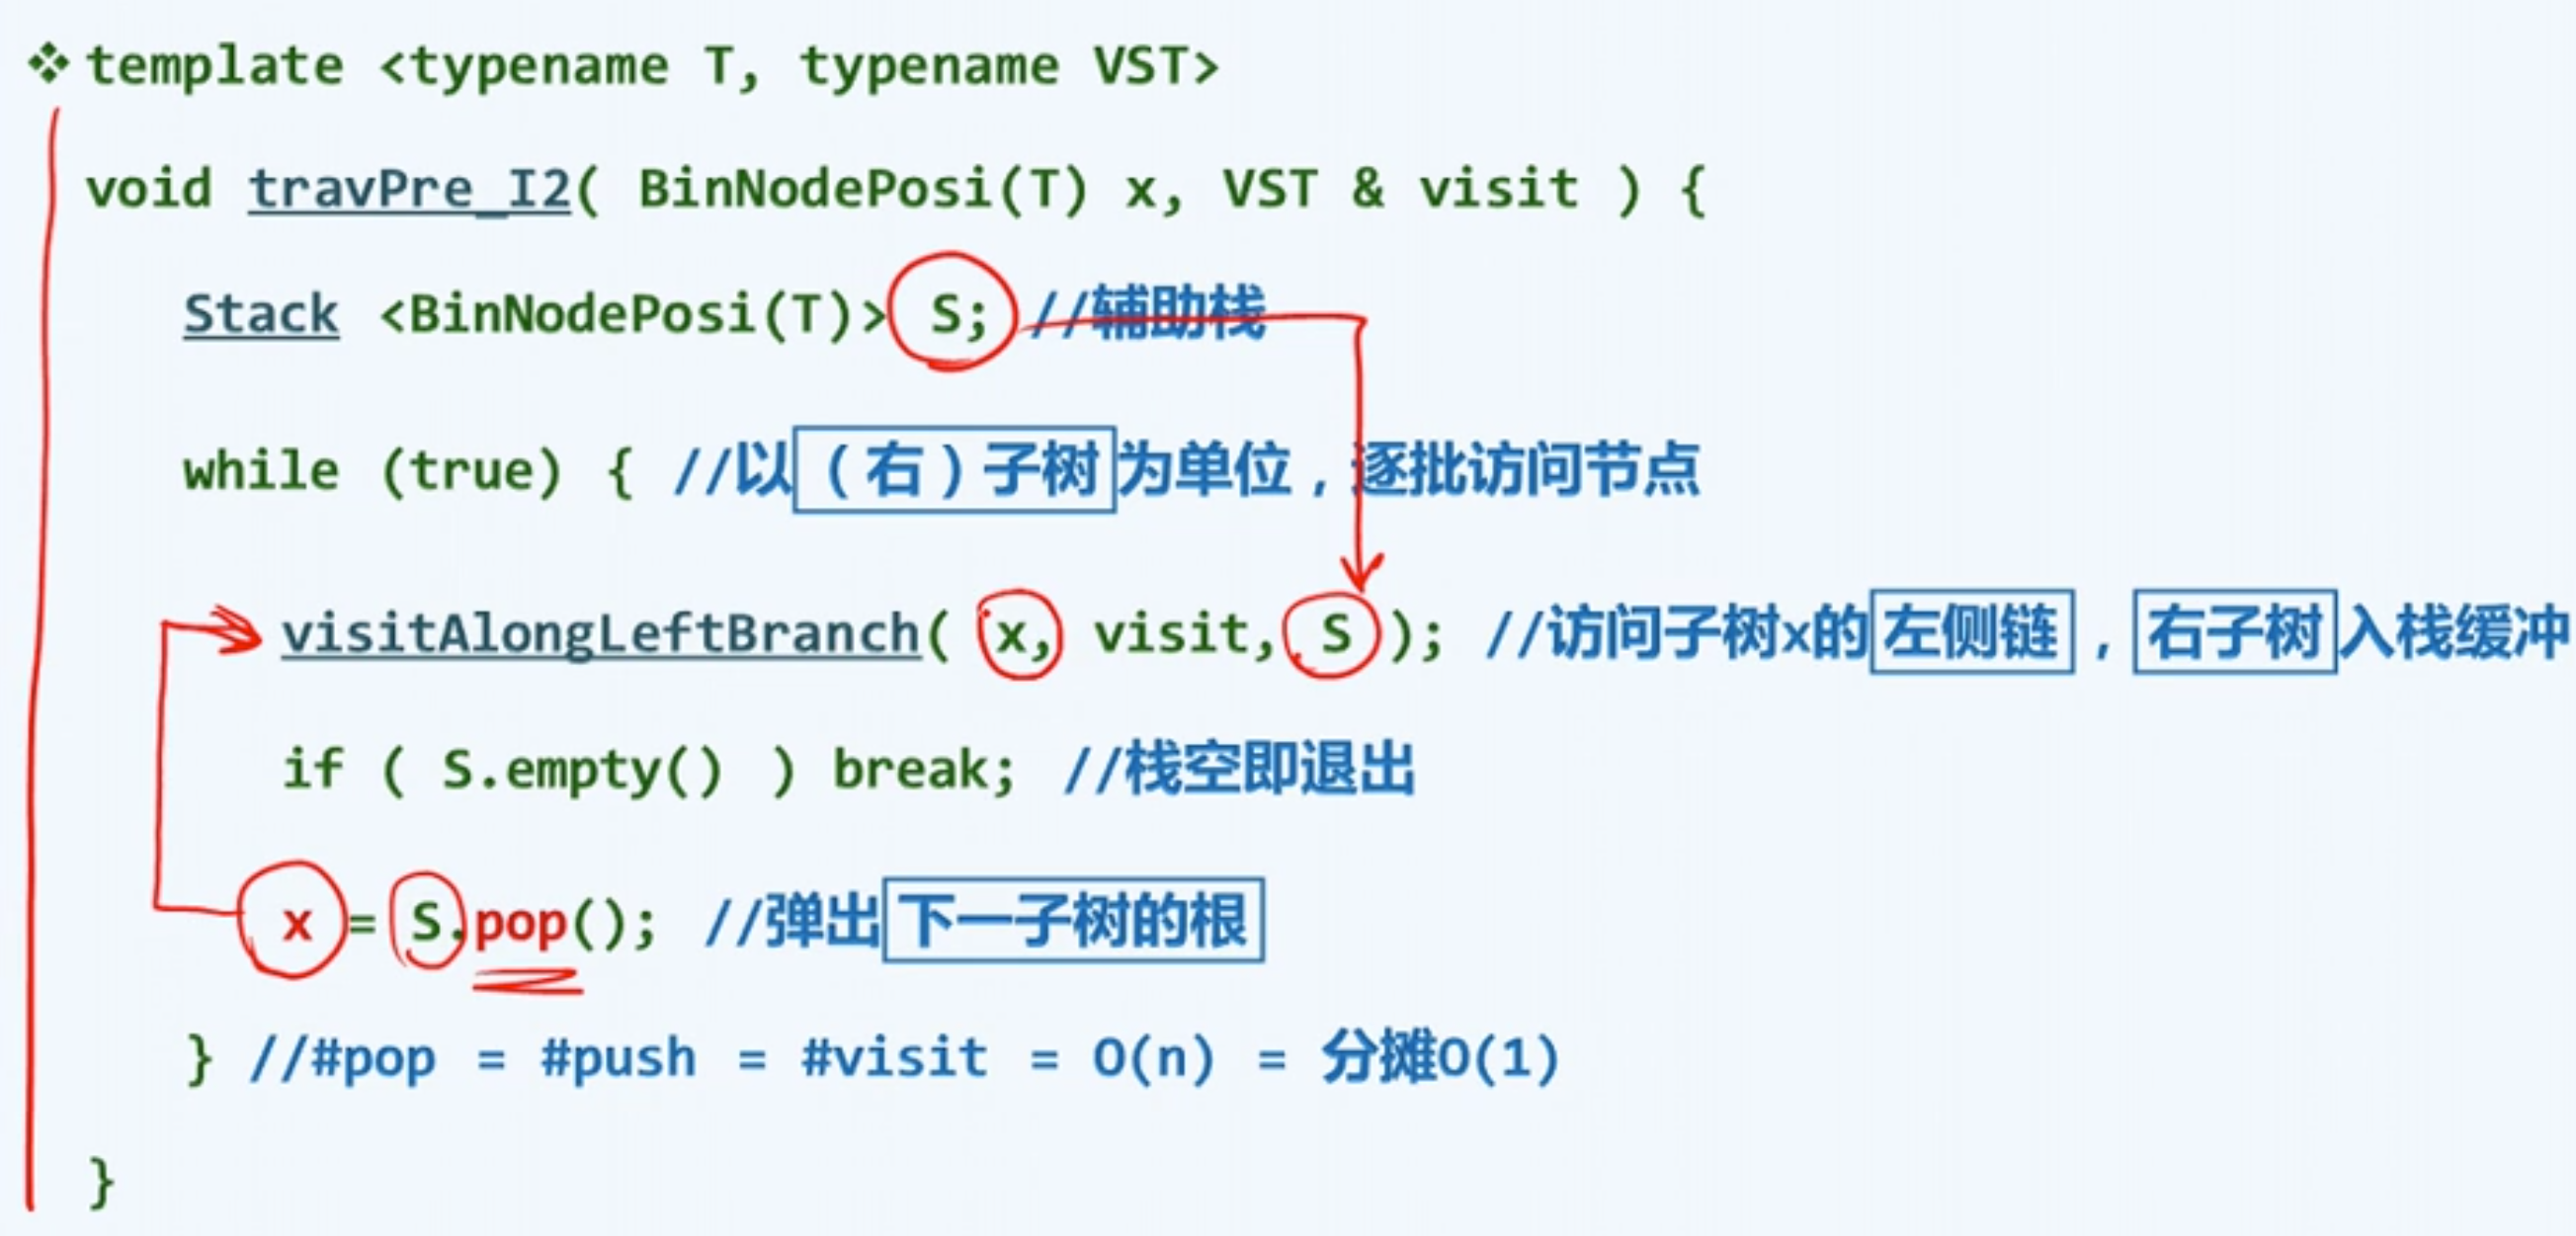 ❖ template <typename T, typename VST>
void travPre_I2( BinNodePosi(T) x, VST & visit ) {
Stack <BinNodePosi(T)> S; //辅助栈
while (true) { //以（右）子树为单位，逐批访问节点
visitAlongLeftBranch( x, visit, S ); //访问子树x的左侧链，右子树入栈缓冲
if ( S.empty() ) break; //栈空即退出
x = S.pop(); //弹出下一子树的根
} //#pop = #push = #visit = O(n) = 分摊O(1)
}